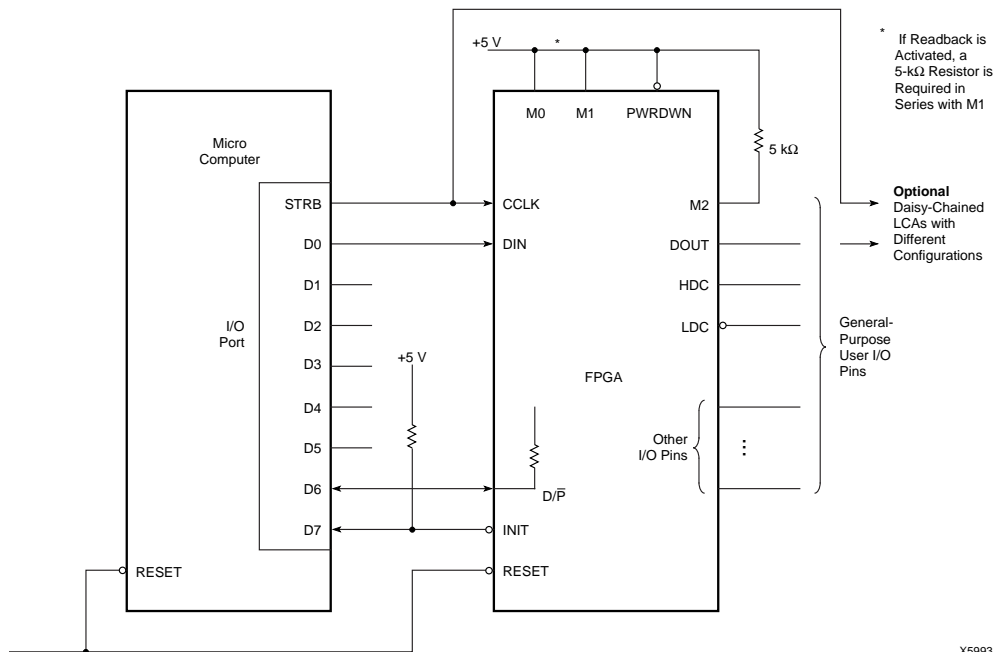 +5 V
*
* If Readback is
Activated, a
5-kΩ Resistor is
Required in
Series with M1
M0
M1
PWRDWN
Micro
Computer
5 kΩ
STRB
CCLK
M2
Optional
Daisy-Chained
LCAs with
Different
Configurations
D0
DIN
DOUT
D1
HDC
I/O
Port
D2
LDC
General-
Purpose
User I/O
Pins
D3
+5 V
FPGA
D4
D5
Other
I/O Pins
⋮
D6
D/P̅
D7
INIT
RESET
RESET
X5993